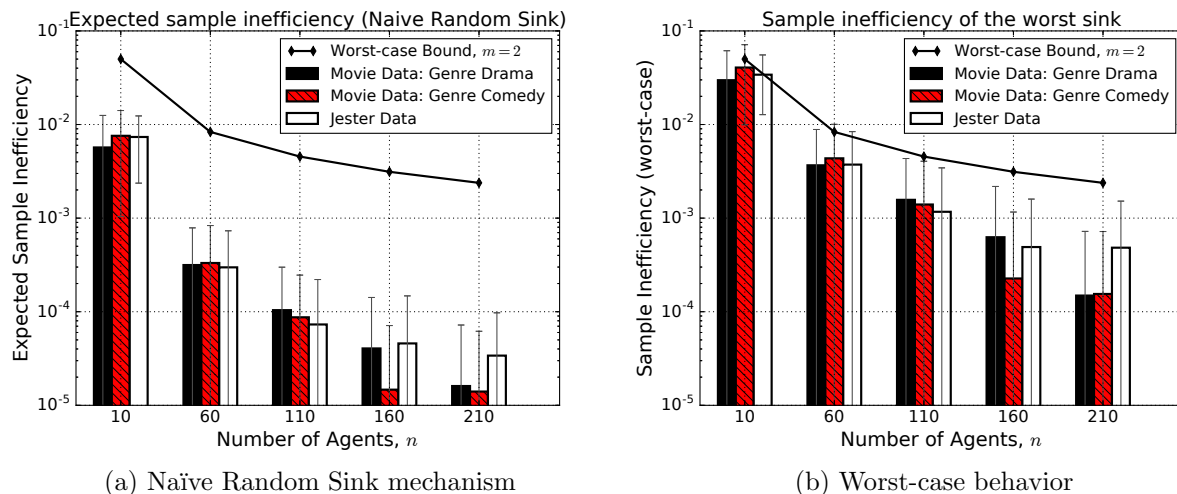 Expected sample inefficiency (Naive Random Sink)
10^-1
10^-2
10^-3
10^-4
10^-5
Expected Sample Inefficiency
Worst-case Bound, m = 2
Movie Data: Genre Drama
Movie Data: Genre Comedy
Jester Data
10 60 110 160 210
Number of Agents, n
(a) Naïve Random Sink mechanism
Sample inefficiency of the worst sink
10^-1
10^-2
10^-3
10^-4
10^-5
Sample Inefficiency (worst-case)
Worst-case Bound, m = 2
Movie Data: Genre Drama
Movie Data: Genre Comedy
Jester Data
10 60 110 160 210
Number of Agents, n
(b) Worst-case behavior